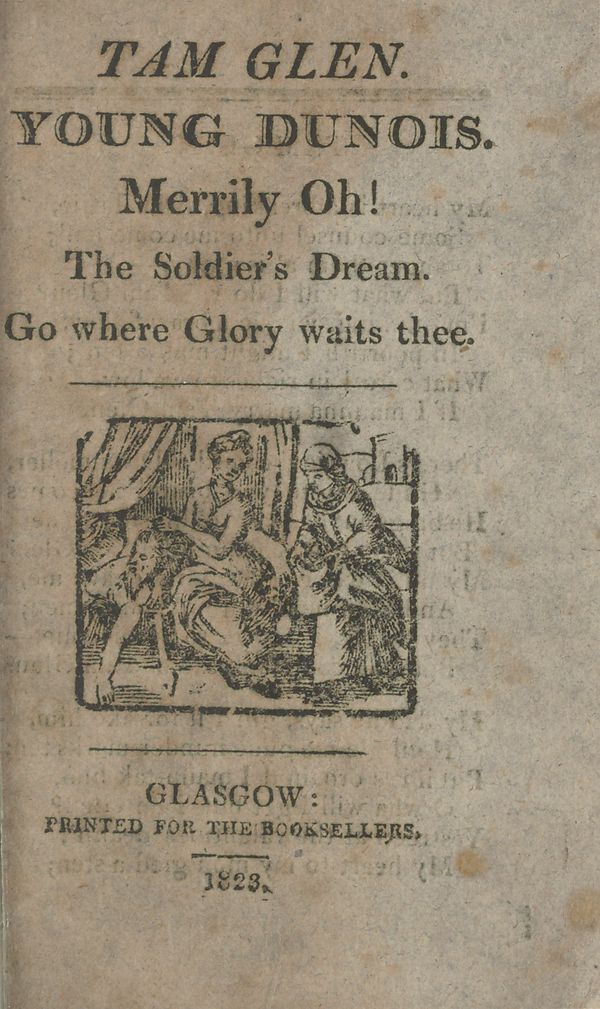 TAM GLEN.
YOUNG DUNOIS.
Merrily Oh!
The Soldier's Dream.
Go where Glory waits thee.
GLASGOW:
PRINTED FOR THE BOOKSELLERS.
1823.